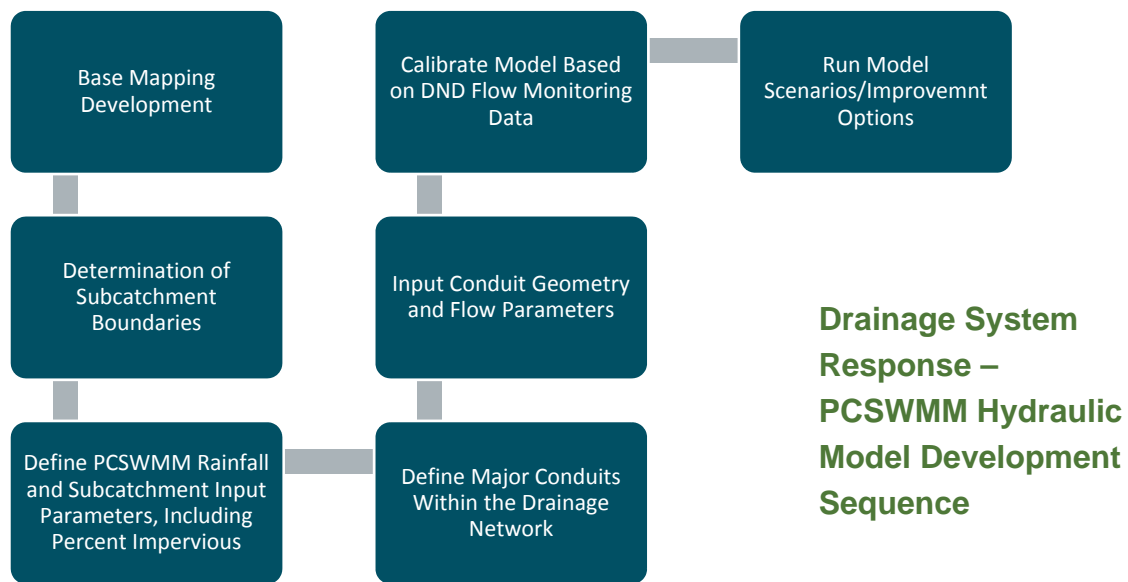 Base Mapping
Development
Determination of
Subcatchment
Boundaries
Define PCSWMM Rainfall
and Subcatchment Input
Parameters, Including
Percent Impervious
Define Major Conduits
Within the Drainage
Network
Input Conduit Geometry
and Flow Parameters
Calibrate Model Based
on DND Flow Monitoring
Data
Run Model
Scenarios/Improvemnt
Options
Drainage System
Response –
PCSWMM Hydraulic
Model Development
Sequence